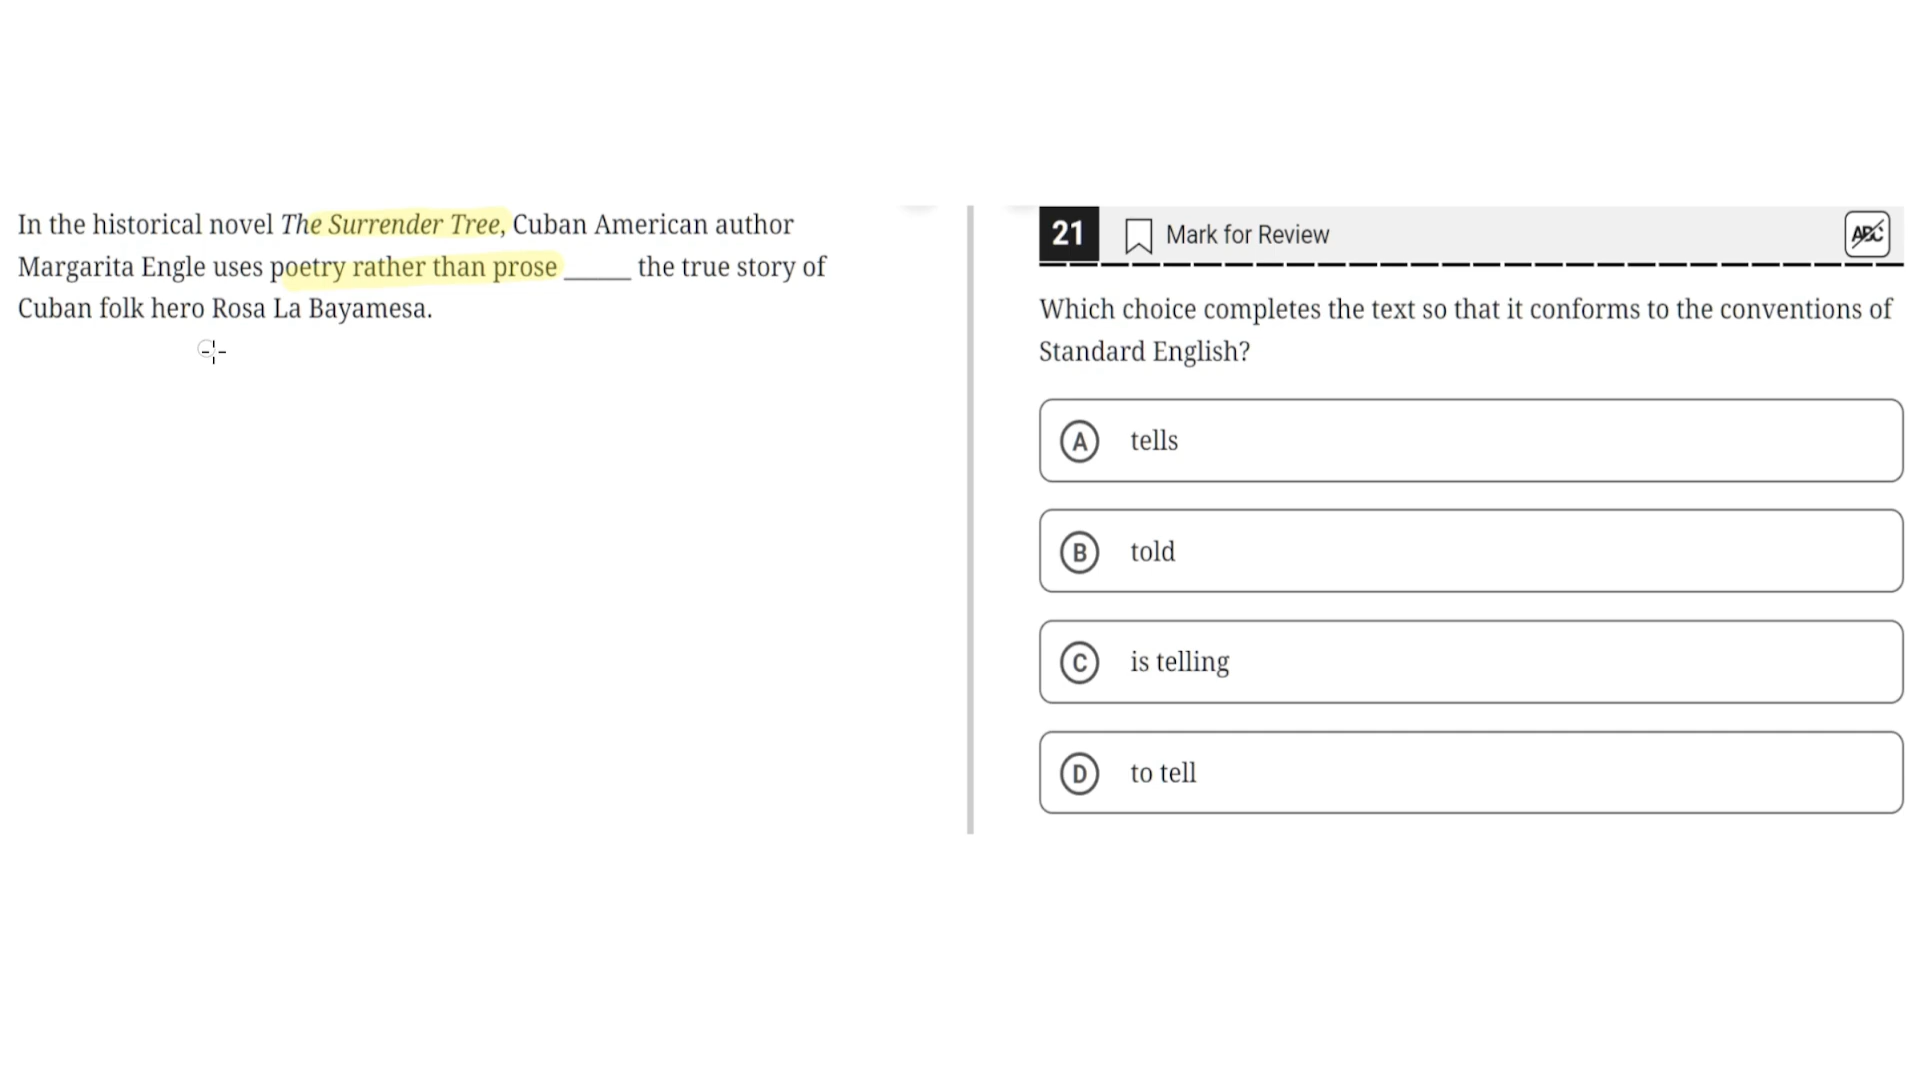 In the historical novel The Surrender Tree, Cuban American author
Margarita Engle uses poetry rather than prose ______ the true story of
Cuban folk hero Rosa La Bayamesa.
21 Mark for Review ABC
Which choice completes the text so that it conforms to the conventions of
Standard English?
A tells
B told
C is telling
D to tell